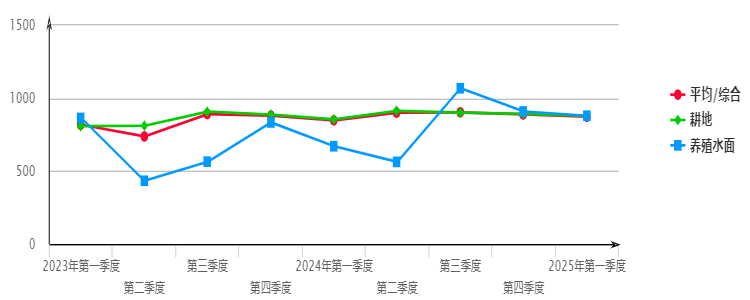 1500
1000
500
0
2023年第一季度
第二季度
第三季度
第四季度
2024年第一季度
第二季度
第三季度
第四季度
2025年第一季度
平均/综合
耕地
养殖水面